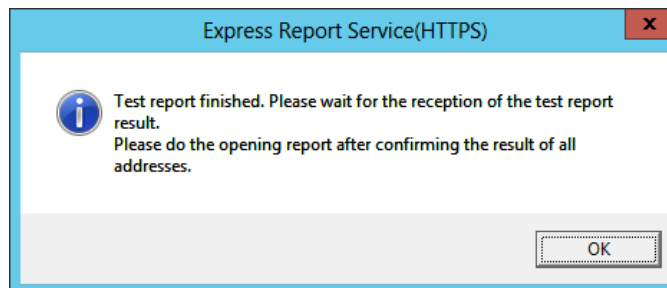 Express Report Service(HTTPS)
x
Test report finished. Please wait for the reception of the test report
result.
Please do the opening report after confirming the result of all
addresses.
OK